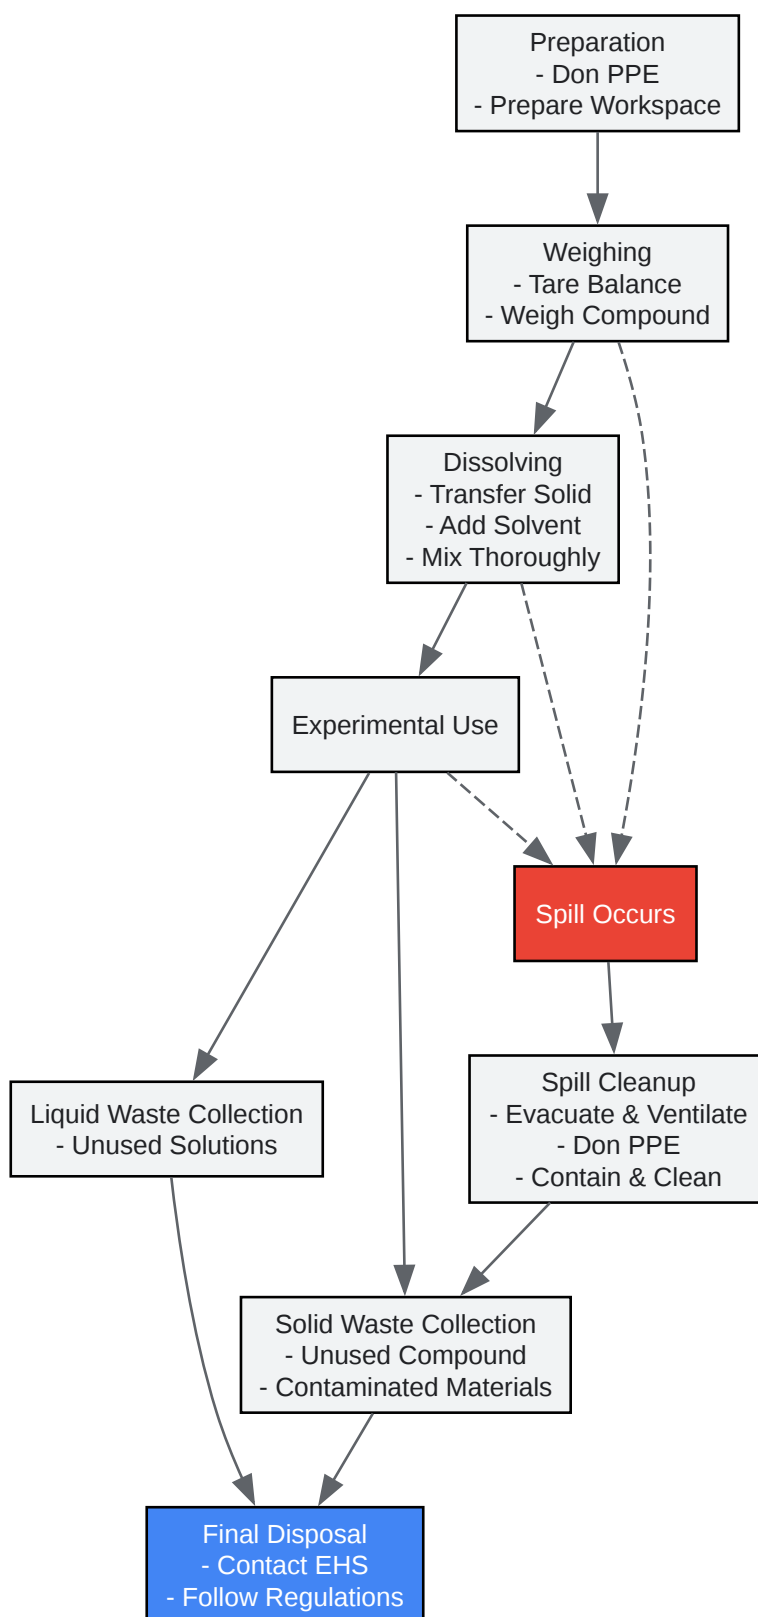 Preparation
- Don PPE
- Prepare Workspace
Weighing
- Tare Balance
- Weigh Compound
Dissolving
- Transfer Solid
- Add Solvent
- Mix Thoroughly
Experimental Use
Spill Occurs
Spill Cleanup
- Evacuate & Ventilate
- Don PPE
- Contain & Clean
Liquid Waste Collection
- Unused Solutions
Solid Waste Collection
- Unused Compound
- Contaminated Materials
Final Disposal
- Contact EHS
- Follow Regulations